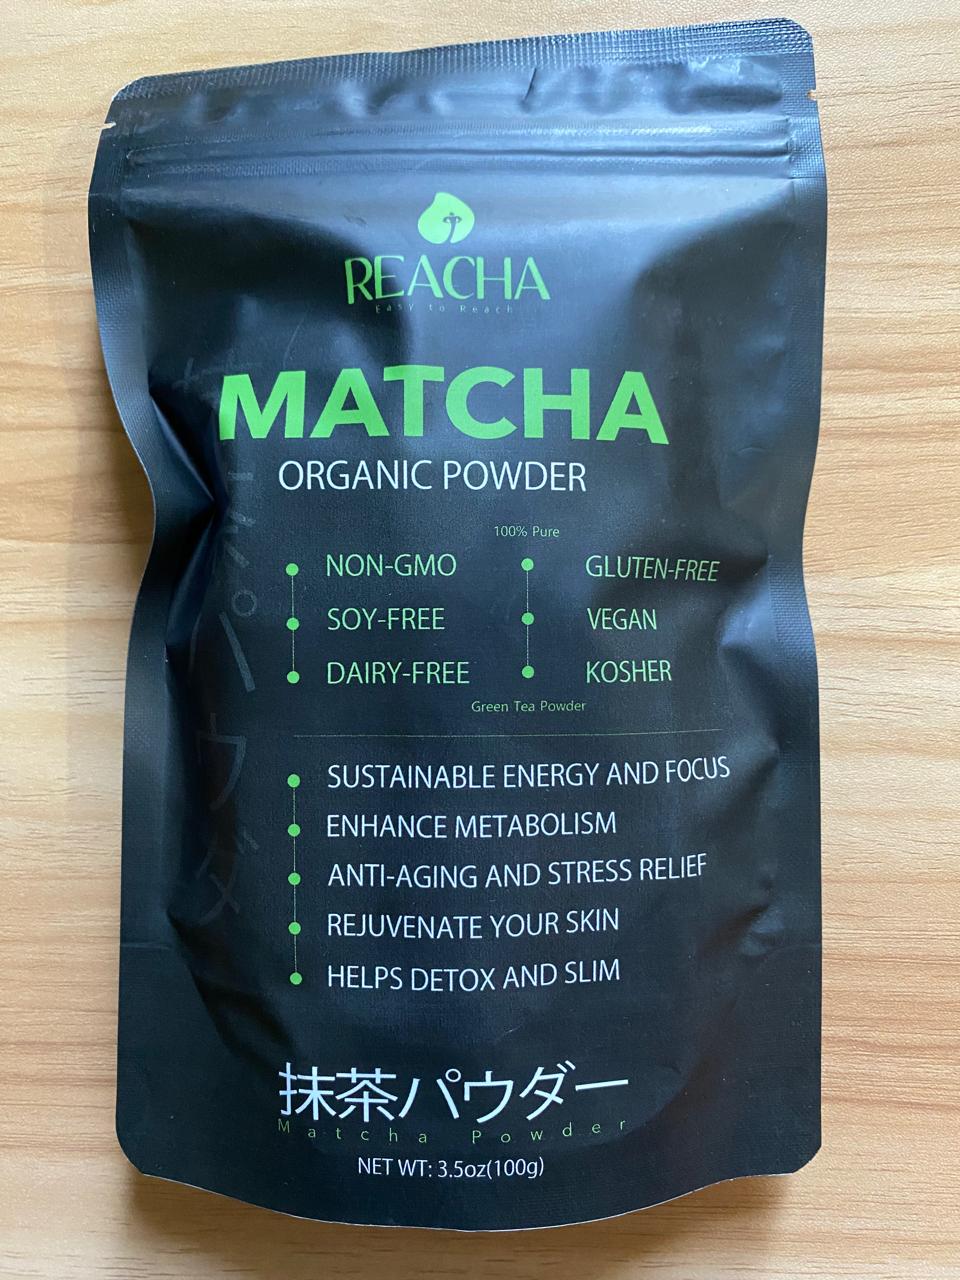 REACHA
Easy to Reach
MATCHA
ORGANIC POWDER
100% Pure
NON-GMO
GLUTEN-FREE
SOY-FREE
VEGAN
DAIRY-FREE
KOSHER
Green Tea Powder
SUSTAINABLE ENERGY AND FOCUS
ENHANCE METABOLISM
ANTI-AGING AND STRESS RELIEF
REJUVENATE YOUR SKIN
HELPS DETOX AND SLIM
抹茶パウダー
Matcha Powder
NET WT: 3.5oz(100g)